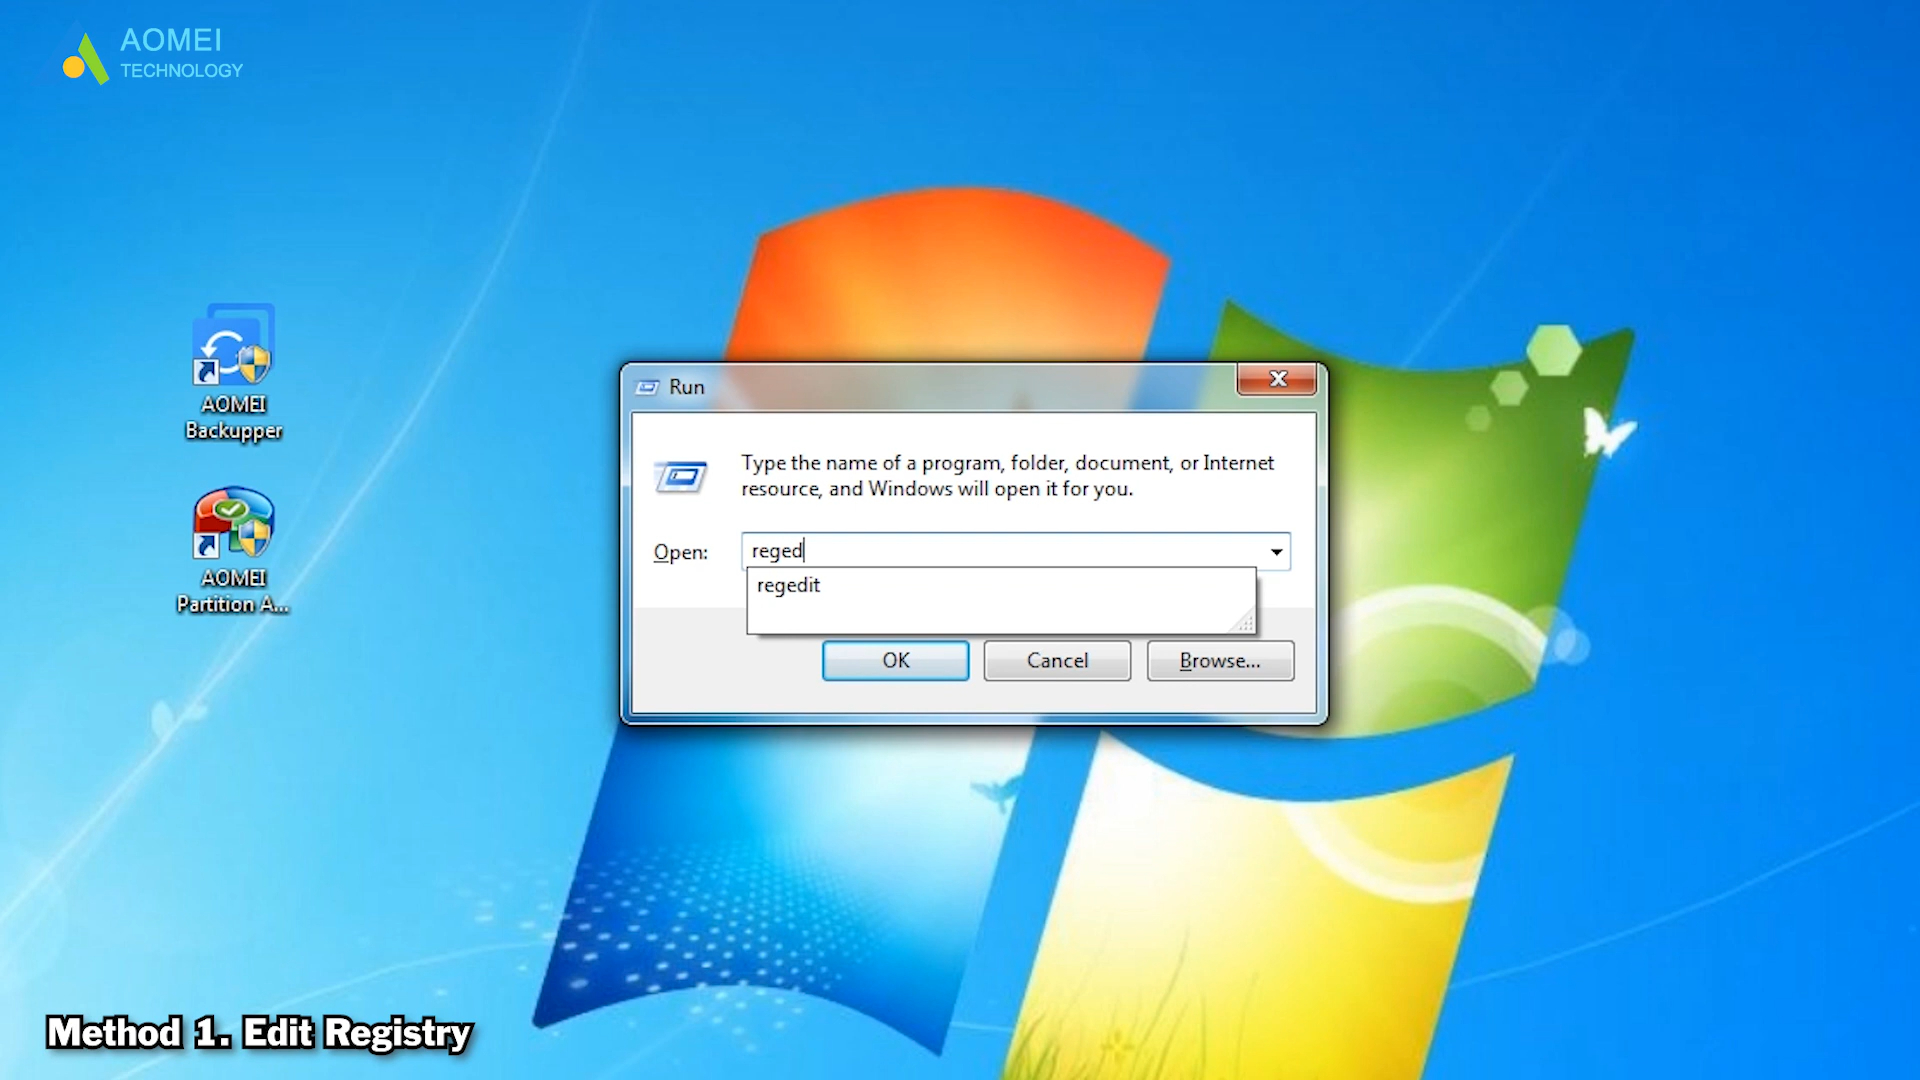 AOMEI
TECHNOLOGY
AOMEI
Backupper
AOMEI
Partition A...
Run
Type the name of a program, folder, document, or Internet
resource, and Windows will open it for you.
Open:
reged
regedit
OK
Cancel
Browse...
Method 1. Edit Registry